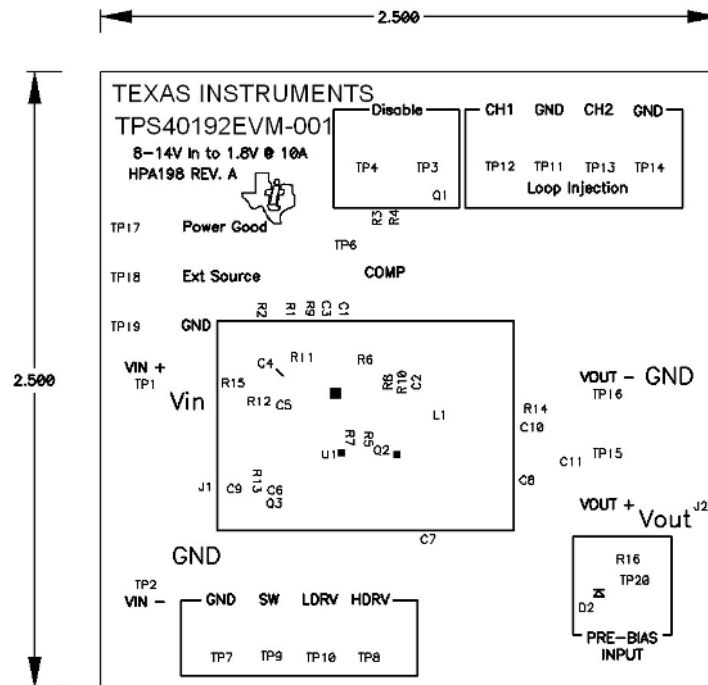 2.500
TEXAS INSTRUMENTS
TPS40192EVM-001
8-14V In to 1.8V @ 10A
HPA198 REV. A
Disable
TP4 TP3
Q1
CH1 GND CH2 GND
TP12 TP11 TP13 TP14
Loop Injection
R3 R4
TP17 Power Good
TP6
TP18 Ext Source
COMP
R2 R1 R9 C3 C1
TP19 GND
VIN +
TP1
Vin
2.500
C4 R11 R6
R15 R8 R10 C2
R12 C5
L1
R7 R5
U1 Q2
R14
C10
VOUT - GND
TP16
TP15
C11
C8
J1 C9 R13 C6
Q3
VOUT +
Vout J2
C7
GND
TP2
VIN -
GND SW LDRV HDRV
TP7 TP9 TP10 TP8
R16
TP20
D2
PRE-BIAS
INPUT